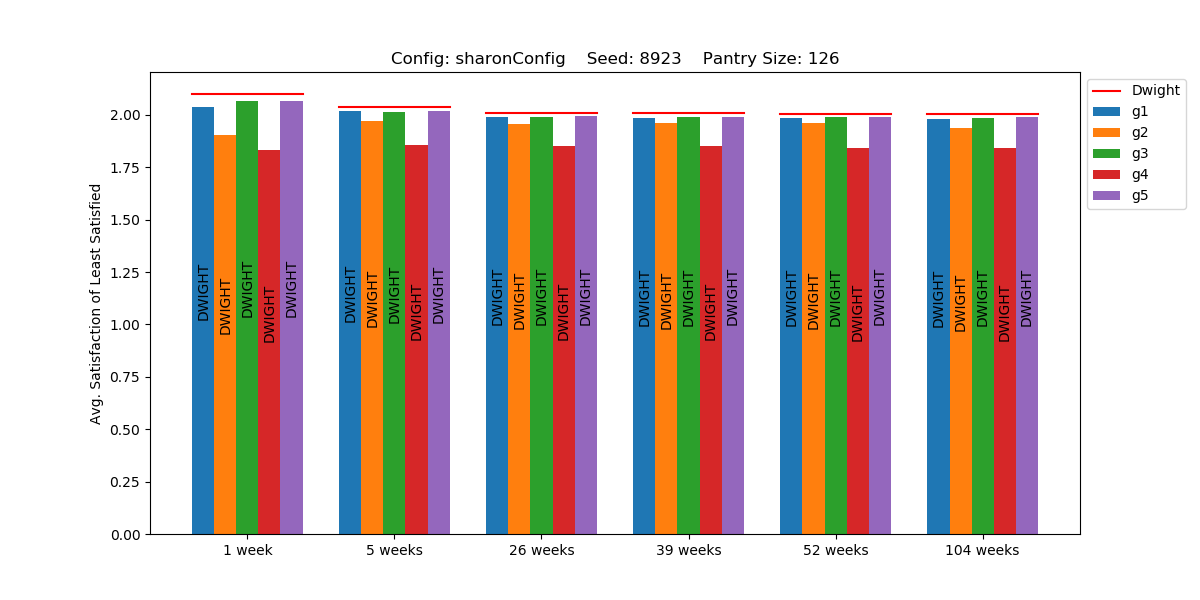 Config: sharonConfig    Seed: 8923    Pantry Size: 126
Avg. Satisfaction of Least Satisfied
2.00
1.75
1.50
1.25
1.00
0.75
0.50
0.25
0.00
DWIGHT DWIGHT DWIGHT DWIGHT DWIGHT DWIGHT DWIGHT DWIGHT DWIGHT DWIGHT DWIGHT DWIGHT DWIGHT DWIGHT DWIGHT DWIGHT DWIGHT DWIGHT DWIGHT DWIGHT DWIGHT DWIGHT DWIGHT DWIGHT DWIGHT DWIGHT DWIGHT DWIGHT DWIGHT DWIGHT
1 week 5 weeks 26 weeks 39 weeks 52 weeks 104 weeks
Dwight
g1
g2
g3
g4
g5